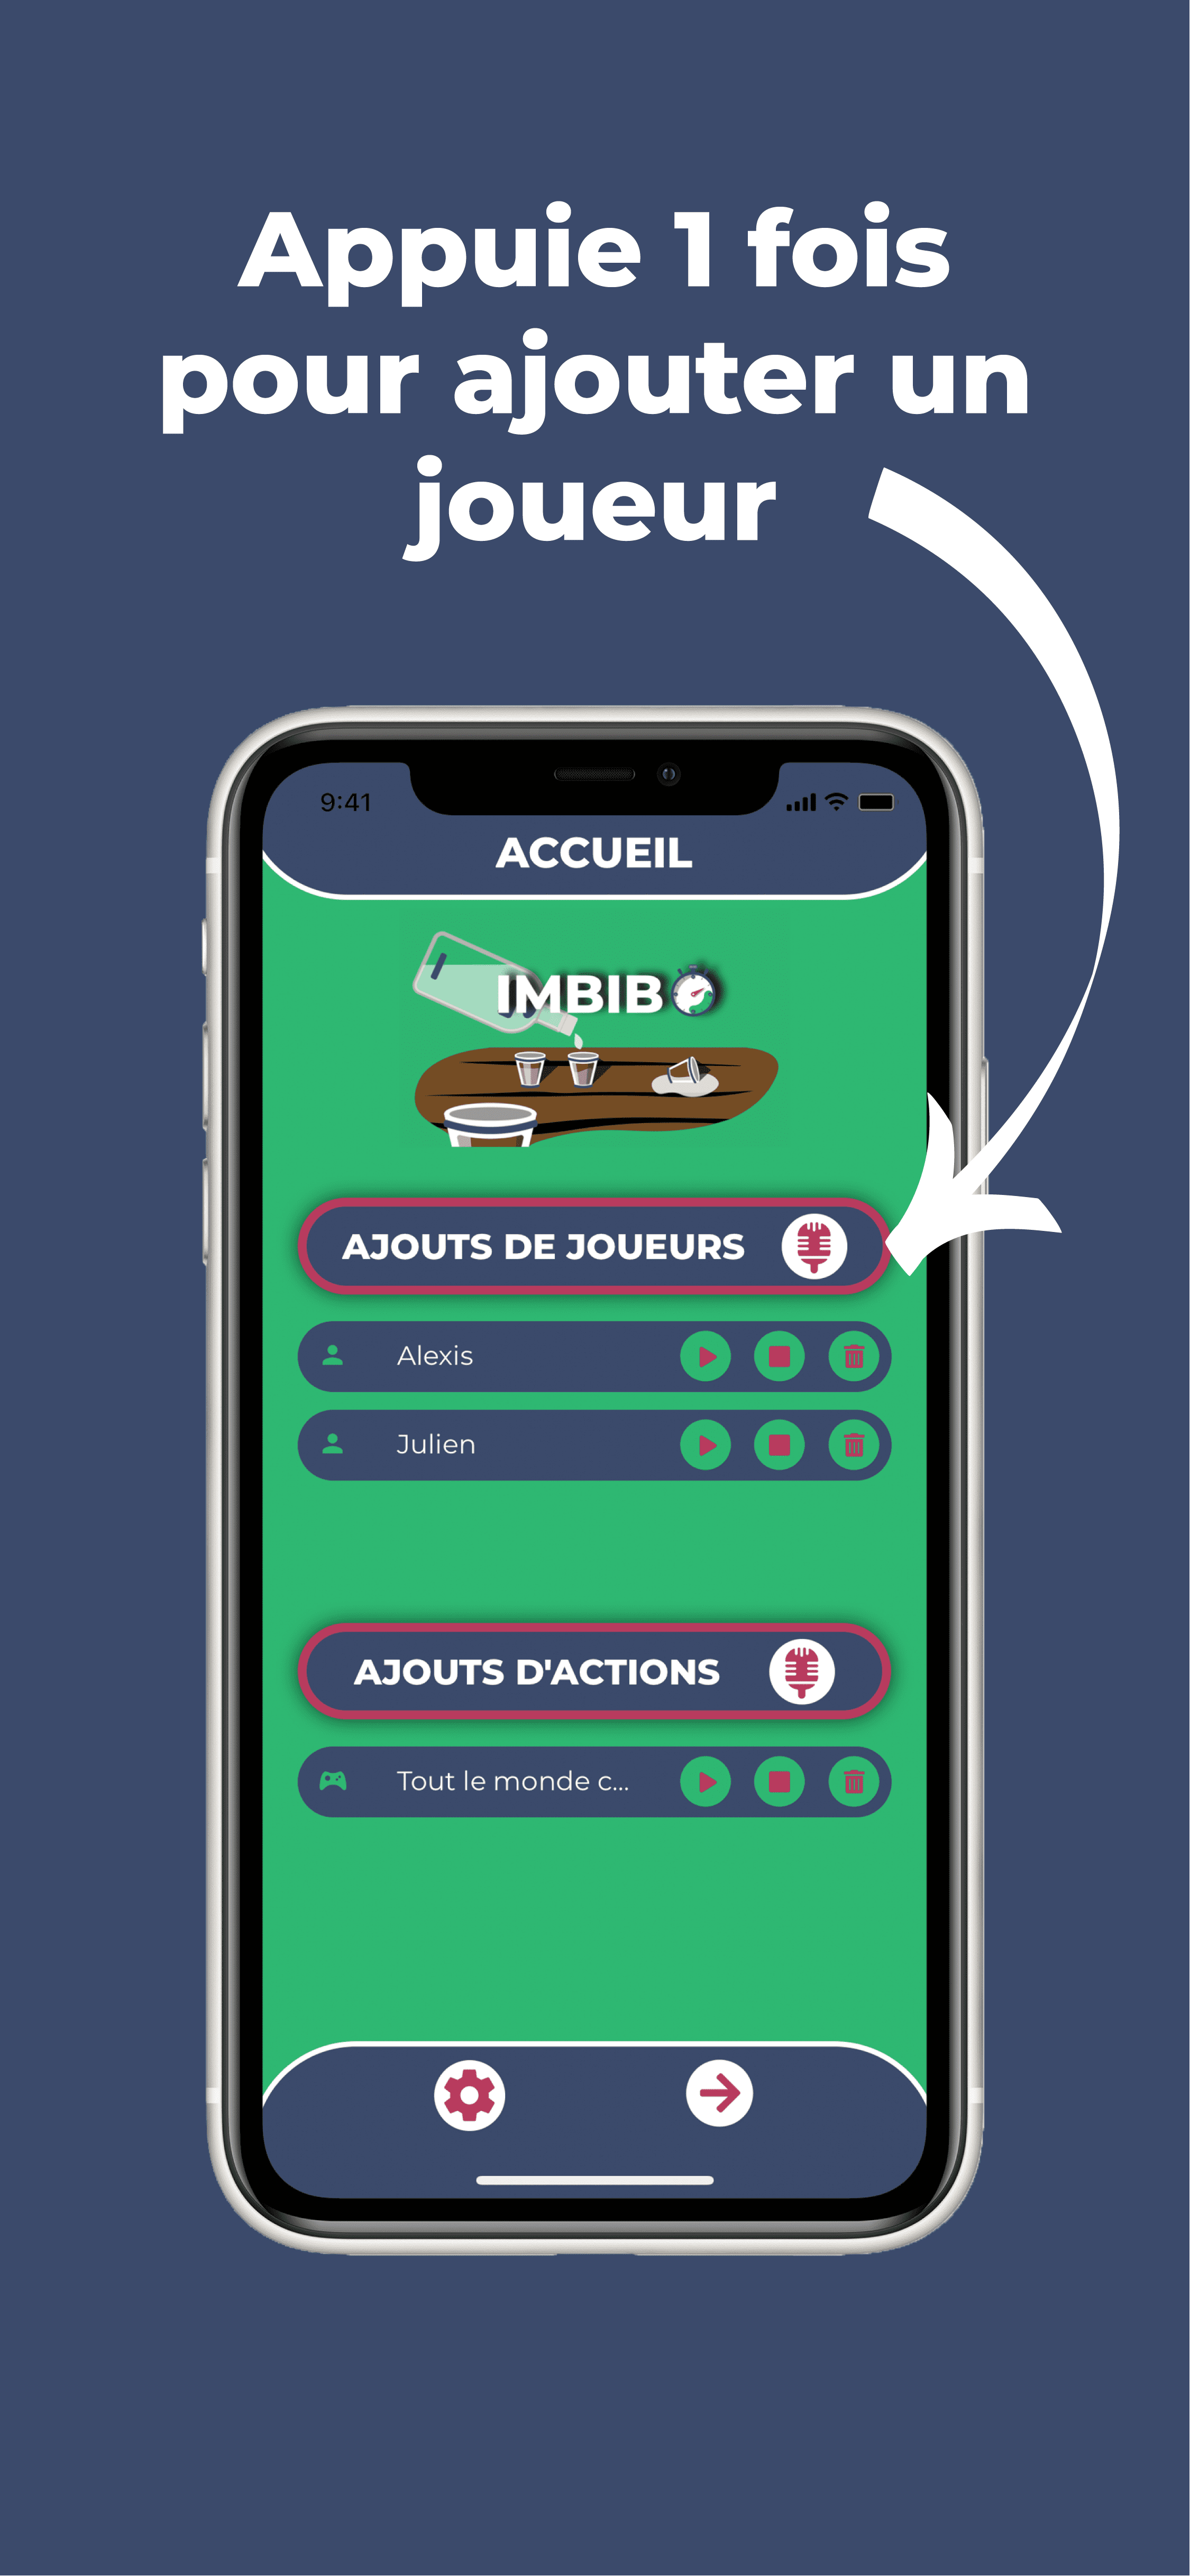 Appuie 1 fois
pour ajouter un
joueur
9:41
ACCUEIL
IMBIBO
AJOUTS DE JOUEURS
Alexis
Julien
AJOUTS D'ACTIONS
Tout le monde c...